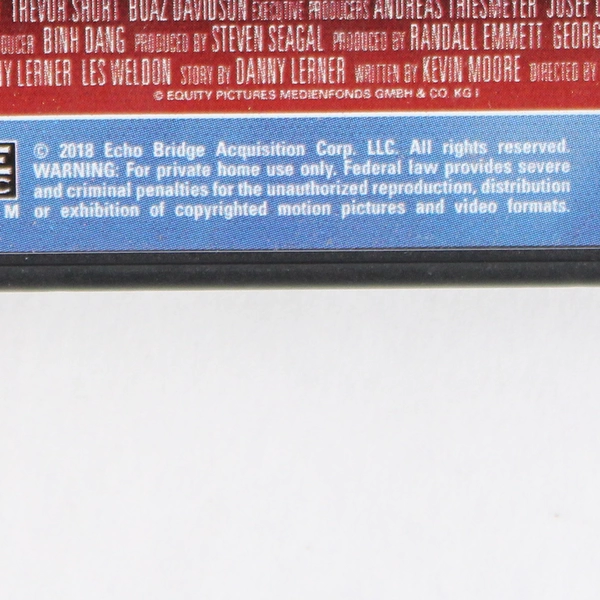 TREVOR SHORT BOAZ DAVIDSON EXECUTIVE PRODUCERS ANDREAS THIESMEYER JOSEF
BINH DANG PRODUCED BY STEVEN SEAGAL PRODUCED BY RANDALL EMMETT GEORG
LERNER LES WELDON STORY BY DANNY LERNER WRITTEN BY KEVIN MOORE DIRECTED BY
© EQUITY PICTURES MEDIENFONDS GMBH & CO. KG I
© 2018 Echo Bridge Acquisition Corp. LLC. All rights reserved.
WARNING: For private home use only. Federal law provides severe
and criminal penalties for the unauthorized reproduction, distribution
M or exhibition of copyrighted motion pictures and video formats.